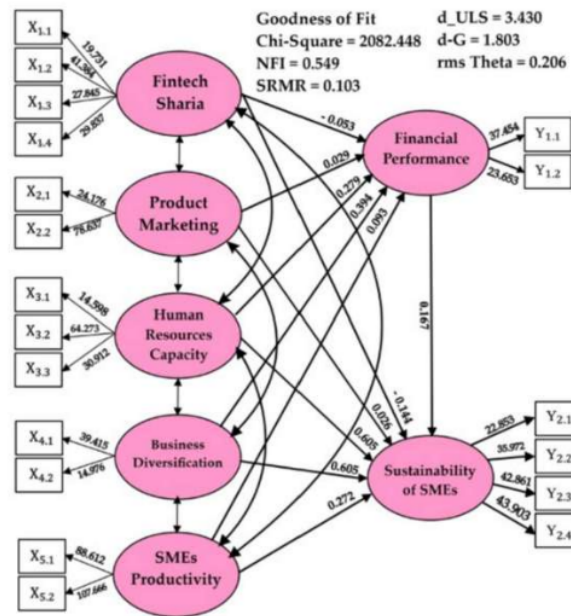 Goodness of Fit
Chi-Square = 2082.448
NFI = 0.549
SRMR = 0.103
d_ULS = 3.430
d-G = 1.803
rms Theta = 0.206
X1.1
X1.2
X1.3
X1.4
19.731
41.364
27.845
29.837
Fintech
Sharia
X2.1
X2.2
24.176
78.637
Product
Marketing
X3.1
X3.2
X3.3
14.598
64.273
30.912
Human
Resources
Capacity
X4.1
X4.2
39.415
14.976
Business
Diversification
X5.1
X5.2
88.612
107.666
SMEs
Productivity
- 0.053
0.029
0.279
0.394
0.093
Financial
Performance
37.454
23.653
Y1.1
Y1.2
0.167
- 0.144
0.026
0.605
0.605
0.272
Sustainability
of SMEs
22.853
35.972
42.861
43.903
Y2.1
Y2.2
Y2.3
Y2.4